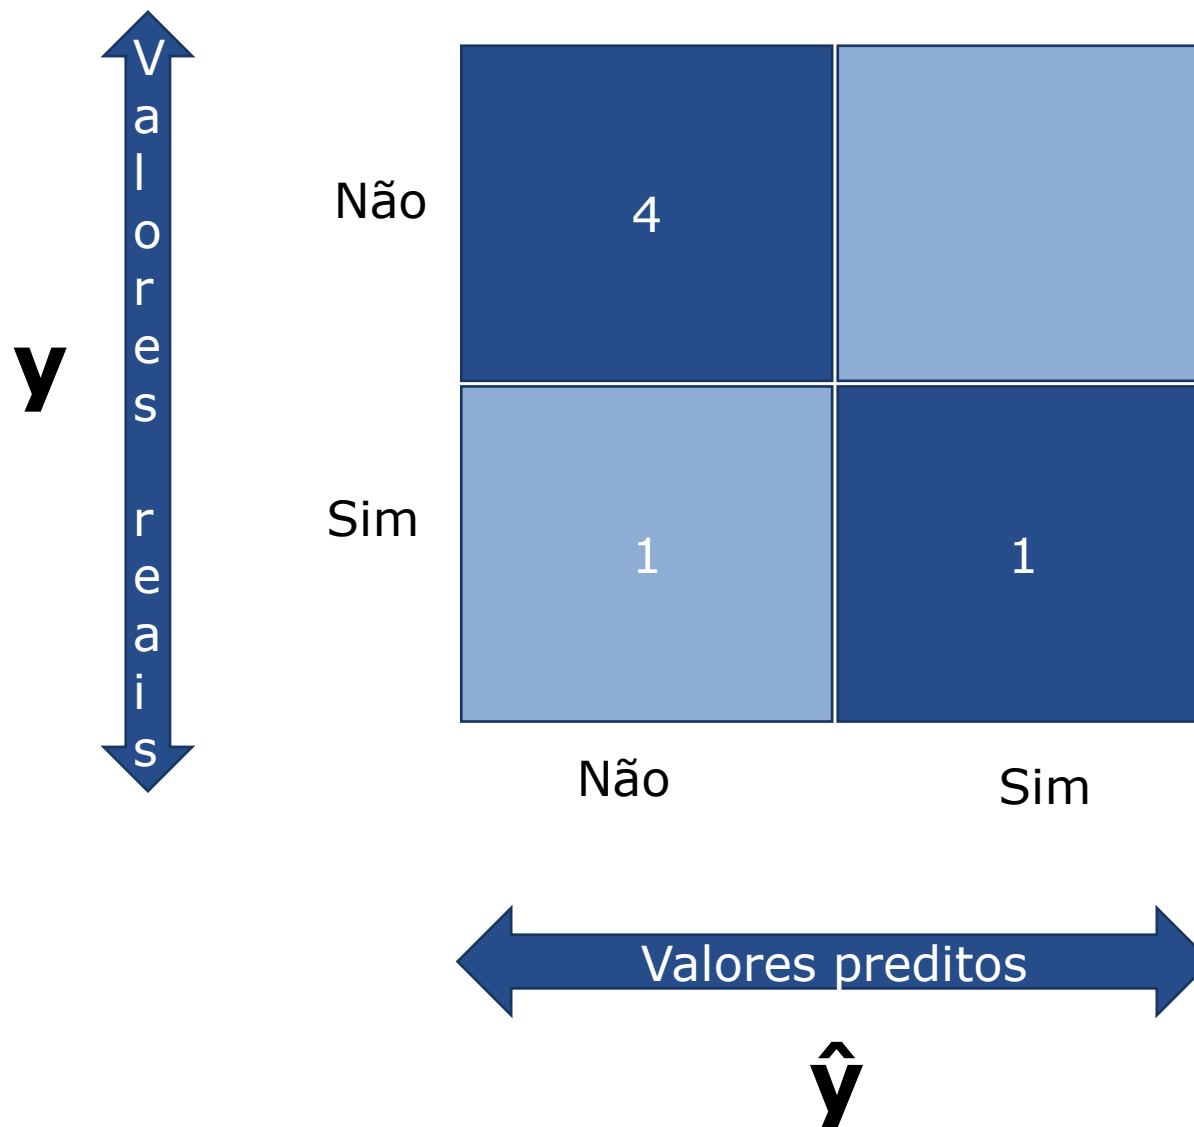 Valores reais
y
Não
4
Sim
1 1
Não Sim
Valores preditos
ŷ